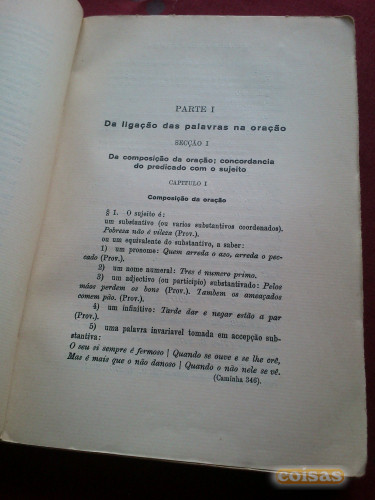 PARTE I
Da ligação das palavras na oração
SECÇÃO I
Da composição da oração; concordancia
do predicado com o sujeito
CAPITULO I
Composição da oração
§ 1. O sujeito é:
um substantivo (ou varios substantivos coordenados).
Pobreza não é vileza (Prov.).
ou um equivalente do substantivo, a saber:
1) um pronome: Quem arreda o azo, arreda o pec-
cado (Prov.).
2) um nome numeral: Tres é numero primo.
3) um adjectivo (ou participio) substantivado: Pelos
máos perdem os bons (Prov.). Tambem os ameaçados
comem pão. (Prov.).
4) um infinitivo: Tarde dar e negar estão a par
(Prov.).
5) uma palavra invariavel tomada em accepção sub-
stantiva:
O seu si sempre é fermoso | Quando se ouve e se lhe crê,
Mas é mais que o não danoso | Quando o não nele se vê.
(Caminha 346).
coisas